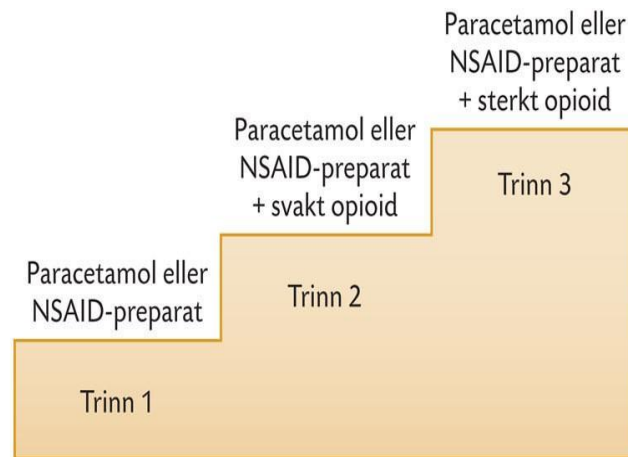 Paracetamol eller
NSAID-preparat
+ sterkt opioid
Trinn 3
Paracetamol eller
NSAID-preparat
+ svakt opioid
Trinn 2
Paracetamol eller
NSAID-preparat
Trinn 1